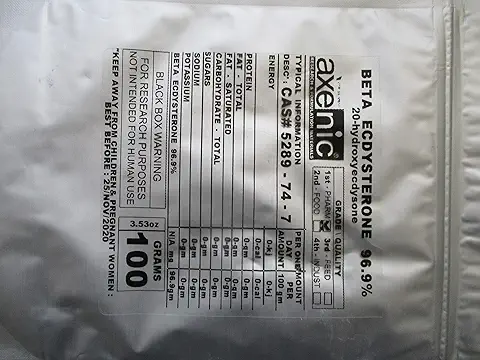 BETA ECDYSTERONE 96.9%
20-hydroxyecdysone
axenic
GRADE QUALITY
1st - PHARM 3rd - FEED
2nd - FOOD 4th - INDUST
TYPICAL INFORMATION
DESC': CAS# 5289 - 74 - 7
PER ONE AMOUNT
DAY PER
AMOUNT 100 gm
ENERGY 0-kj 0-Kj
0-cal 0-cal
PROTEIN 0-gm 0-gm
FAT - TOTAL 0-gm 0-gm
FAT - SATURATED 0-gm 0-gm
CARBOHYDRATE - TOTAL 0-gm 0-gm
SUGARS 0-gm 0-gm
SODIUM 0-gm 0-gm
POTASSIUM 0-gm 0-gm
BETA ECDYSTERONE 96.9% N/A mg 96.9gm
BLACK BOX WARNING
FOR RESEARCH PURPOSES
NOT INTENDED FOR HUMAN USE
3.53oz
100
GRAMS
"KEEP AWAY FROM CHILDREN & PREGNANT WOMEN :
BEST BEFORE : 25/NOV/2020